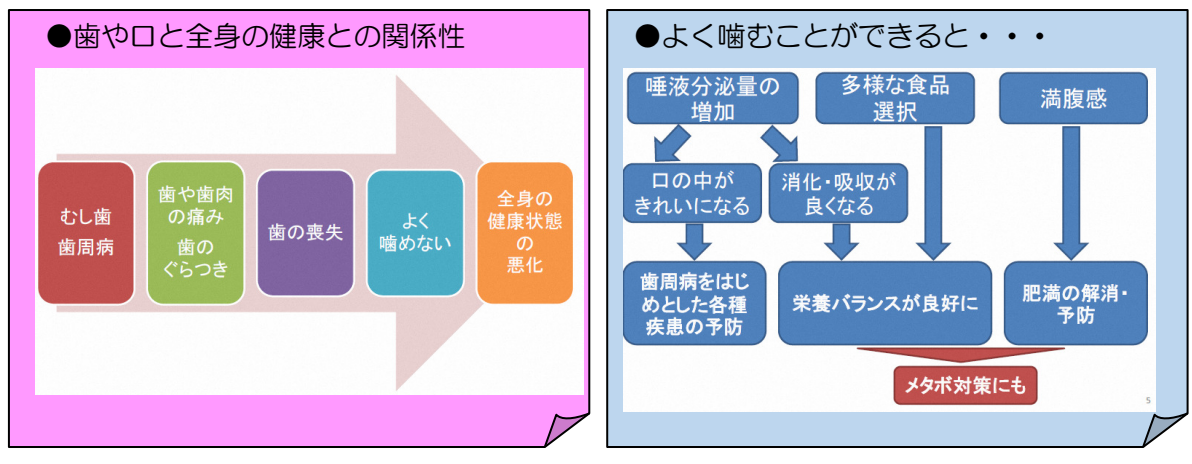 ●歯や口と全身の健康との関係性
むし歯
歯周病
歯や歯肉
の痛み
歯の
ぐらつき
歯の喪失
よく
噛めない
全身の
健康状態
の
悪化
●よく噛むことができると・・・
唾液分泌量の
増加
多様な食品
選択
満腹感
口の中が
きれいになる
消化・吸収が
良くなる
歯周病をはじ
めとした各種
疾患の予防
栄養バランスが良好に
肥満の解消・
予防
メタボ対策にも
5